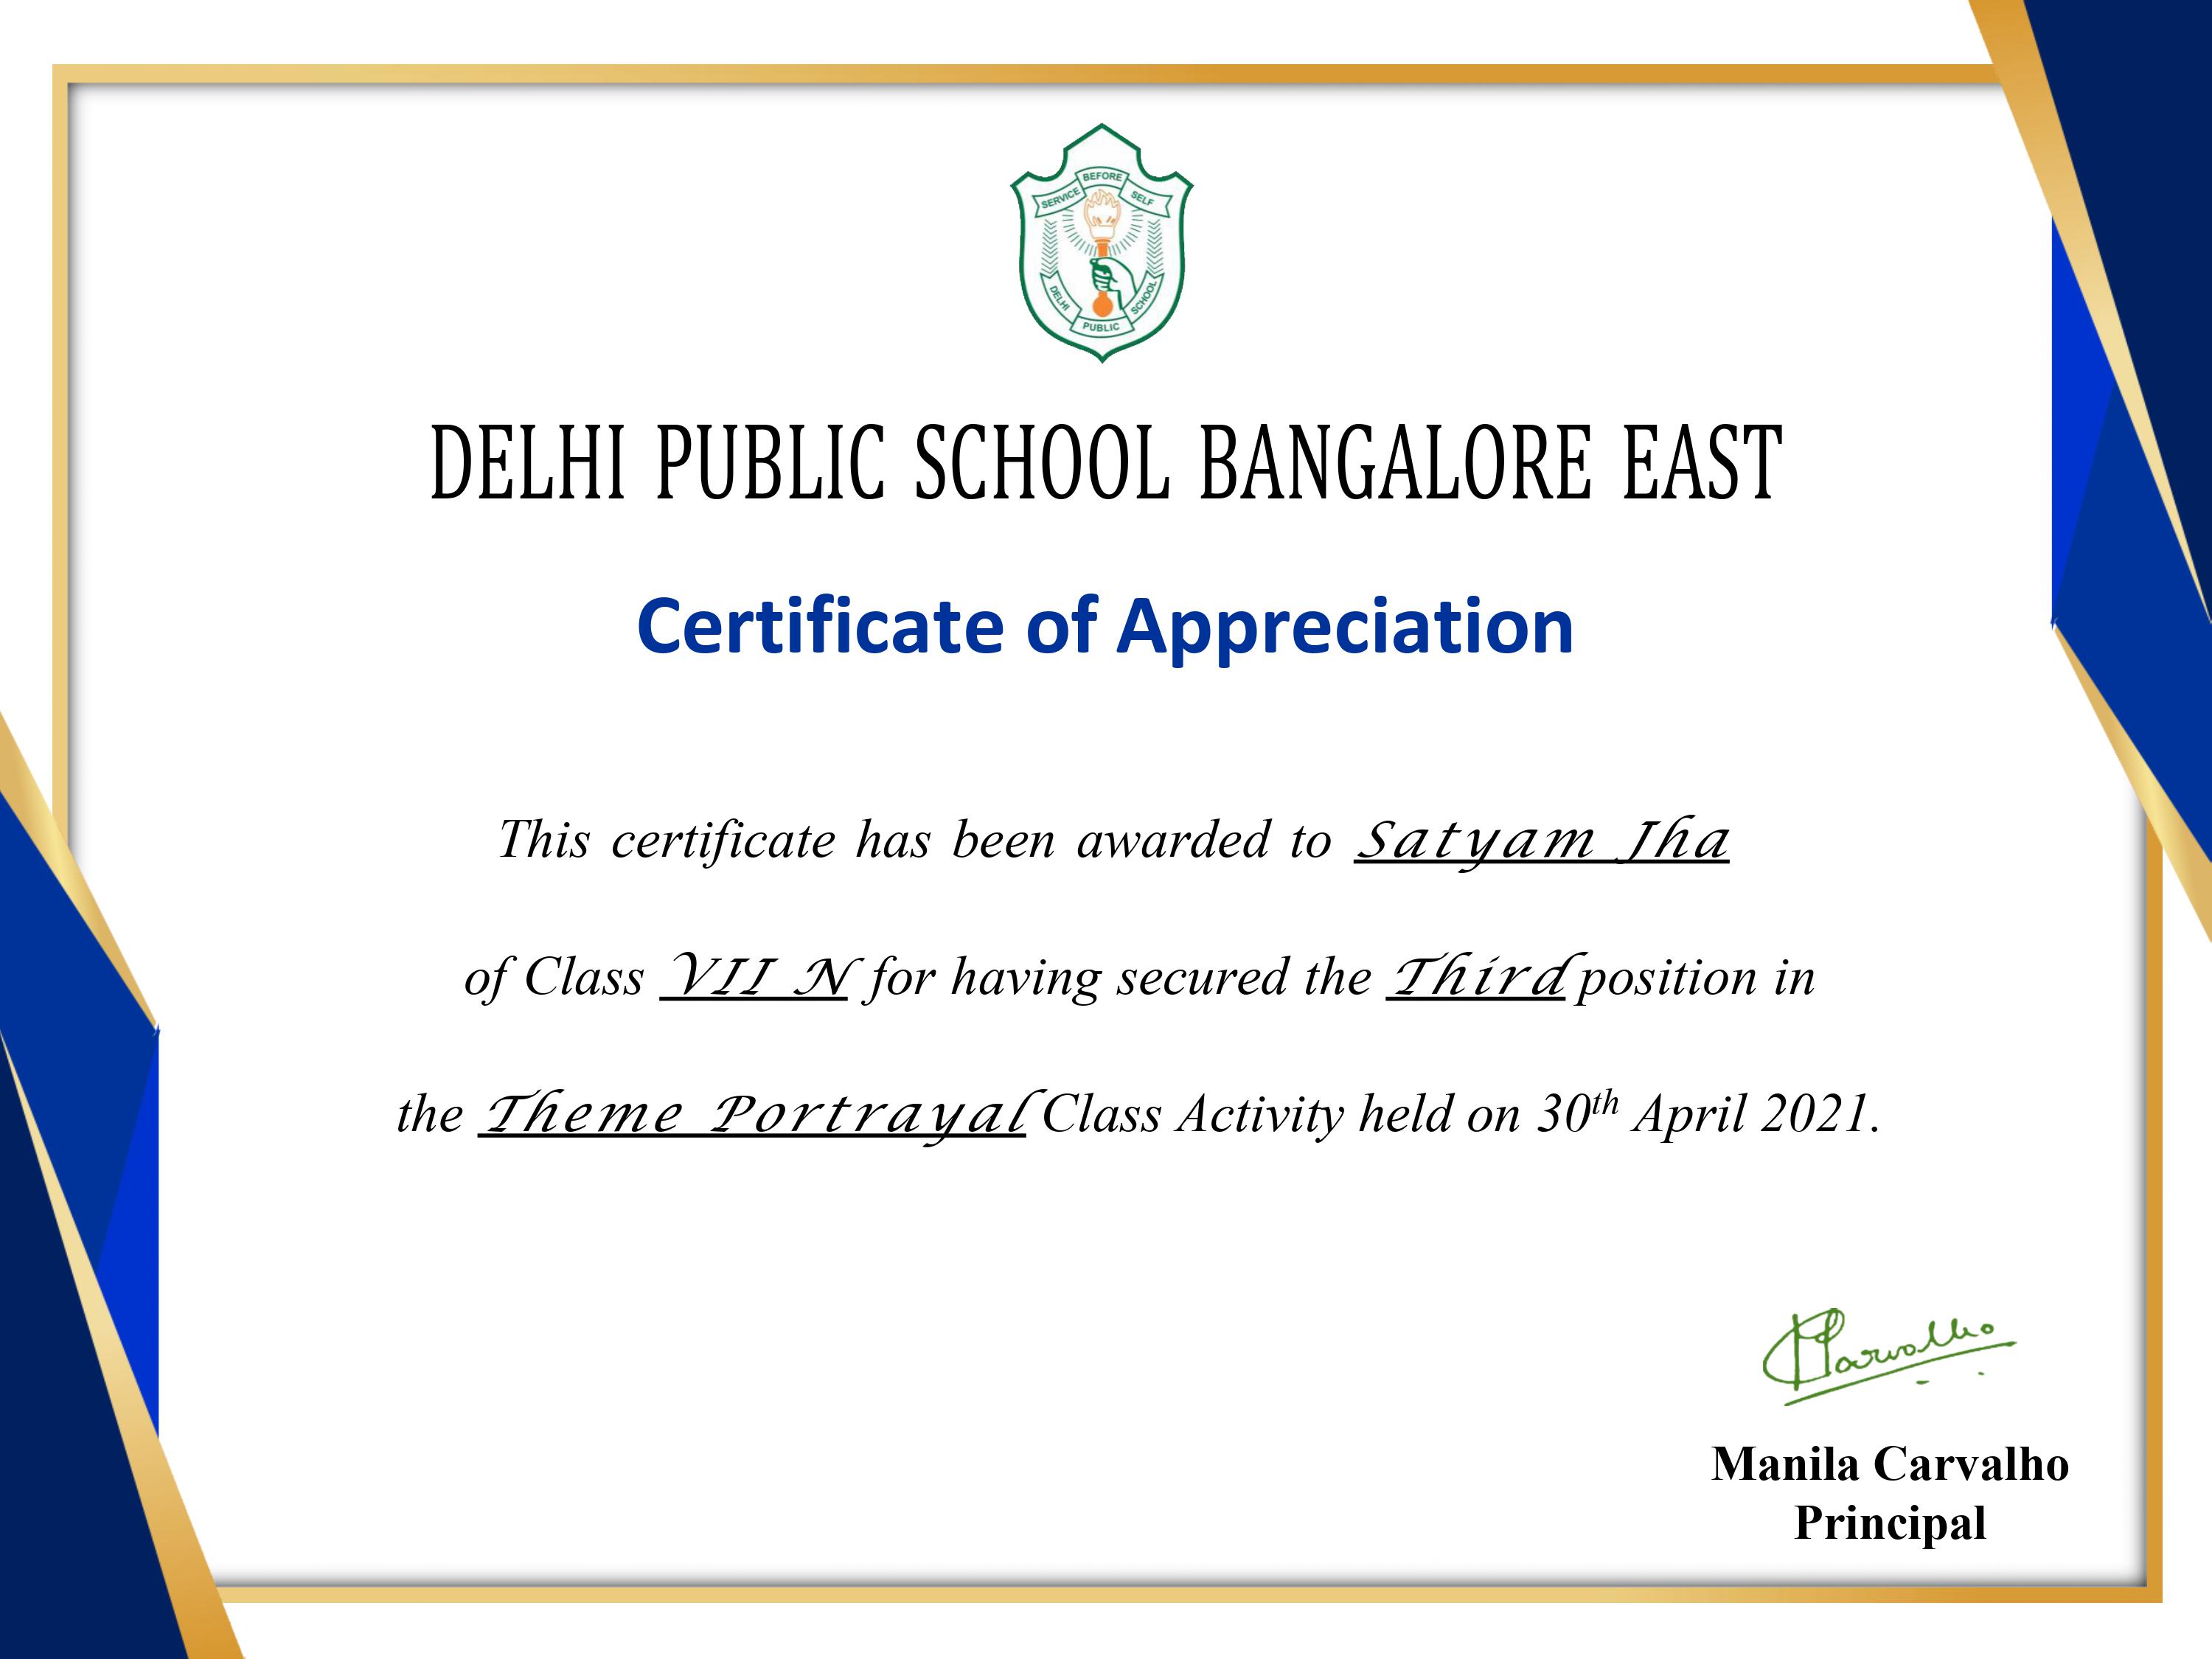 SERVICE BEFORE SELF
DELHI PUBLIC SCHOOL
DELHI PUBLIC SCHOOL BANGALORE EAST
Certificate of Appreciation
This certificate has been awarded to Satyam Jha
of Class VII N for having secured the Third position in
the Theme Portrayal Class Activity held on 30th April 2021.
Carvalho
Manila Carvalho
Principal